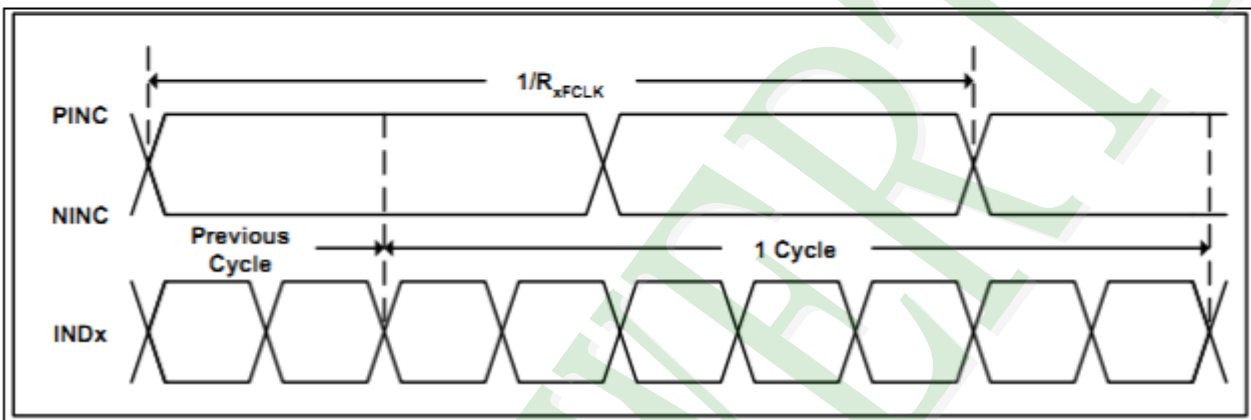 1/RxFCLK
PINC
NINC
Previous
Cycle
1 Cycle
INDx